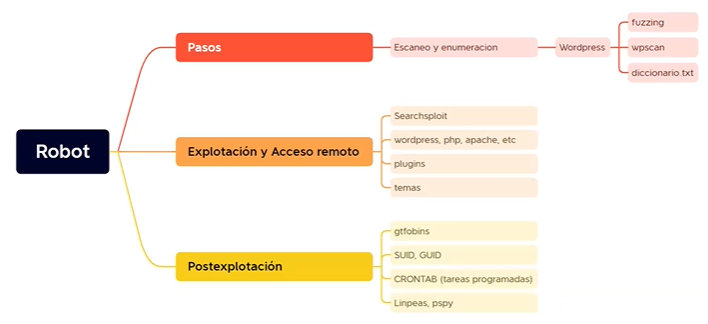 Robot
Pasos
Escaneo y enumeracion
Wordpress
fuzzing
wpscan
diccionario.txt
Explotación y Acceso remoto
Searchsploit
wordpress, php, apache, etc
plugins
temas
Postexplotación
gtfobins
SUID, GUID
CRONTAB (tareas programadas)
Linpeas, pspy